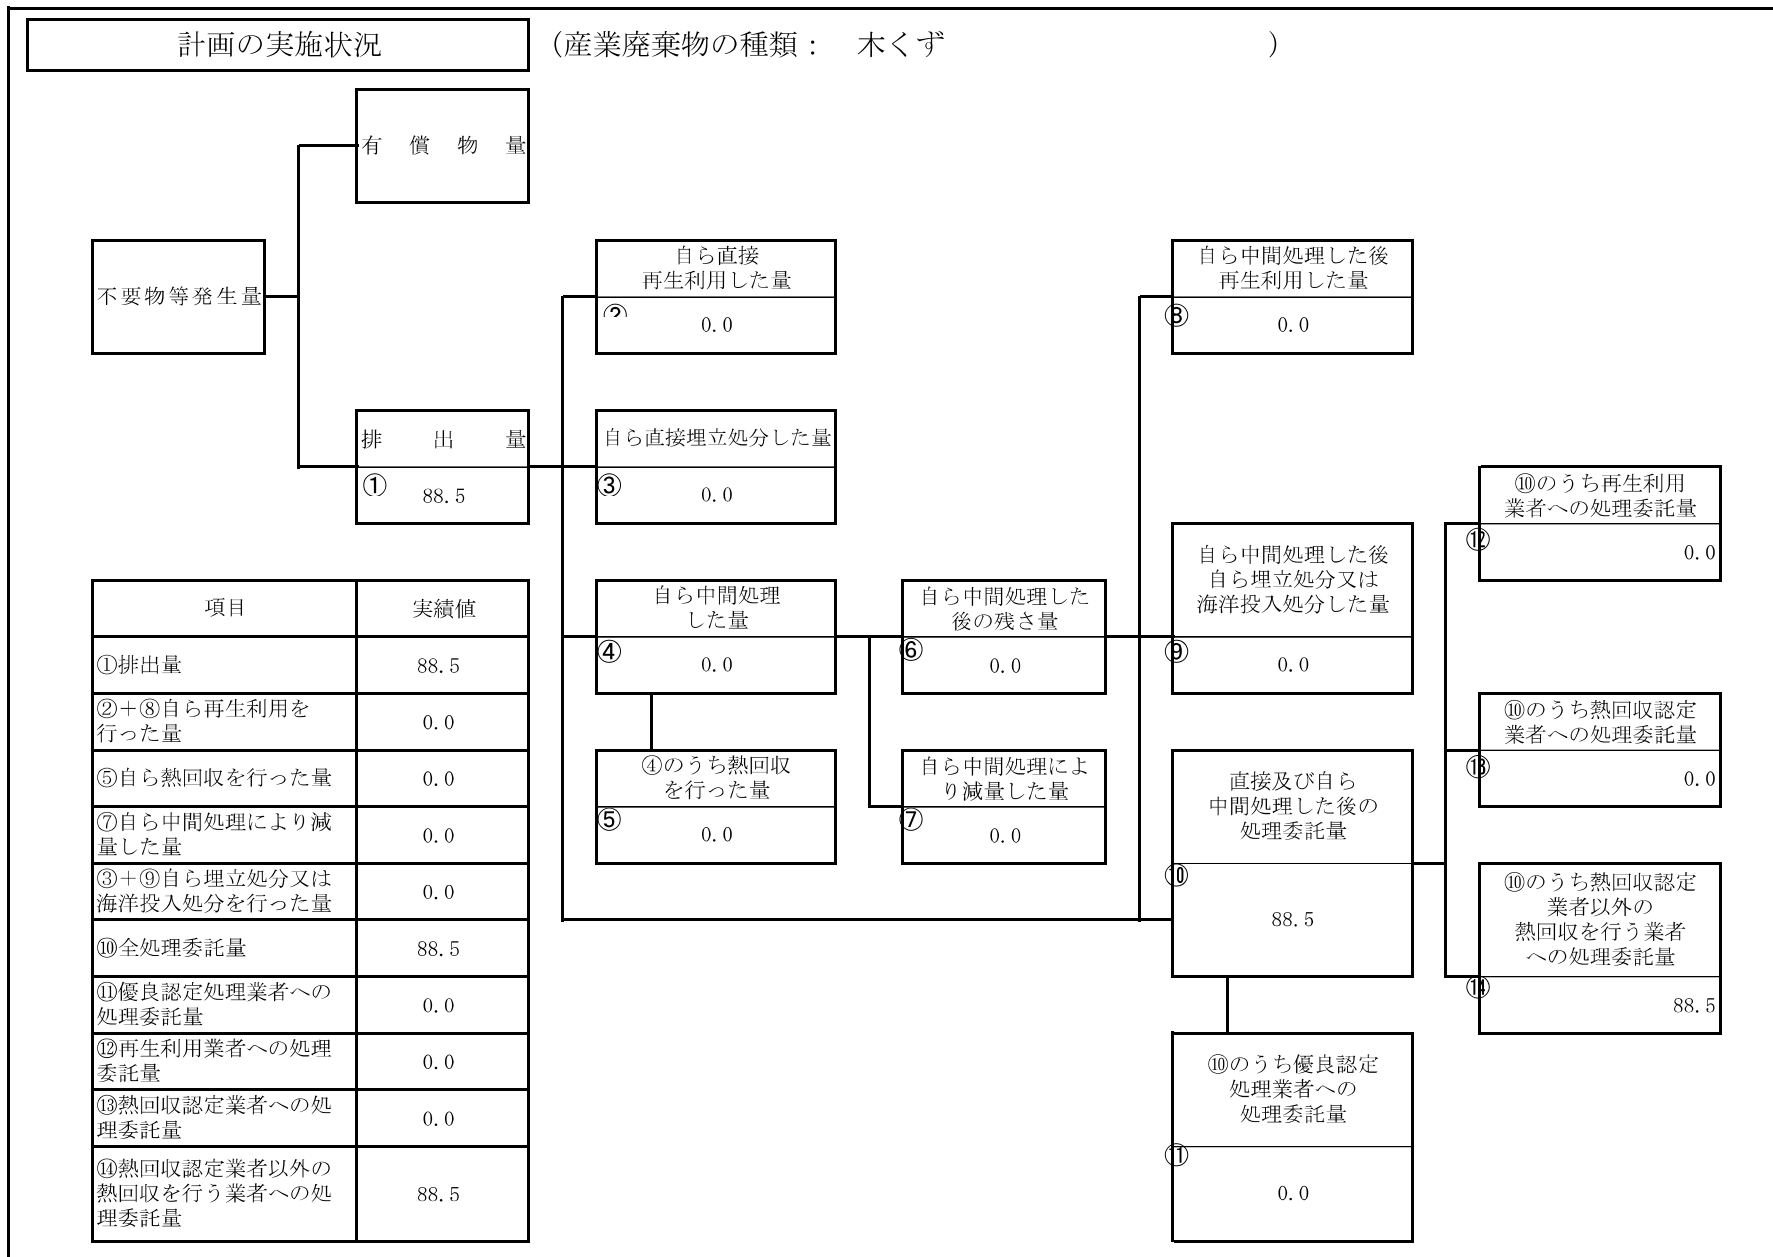 計画の実施状況
（産業廃棄物の種類： 木くず ）
有償物量
不要物等発生量
自ら直接
再生利用した量
②
0.0
自ら中間処理した後
再生利用した量
⑧
0.0
排出量
①
88.5
自ら直接埋立処分した量
③
0.0
⑩のうち再生利用
業者への処理委託量
⑫
0.0
自ら中間処理した後
自ら埋立処分又は
海洋投入処分した量
⑨
0.0
自ら中間処理
した量
④
0.0
自ら中間処理した
後の残さ量
⑥
0.0
⑩のうち熱回収認定
業者への処理委託量
⑬
0.0
④のうち熱回収
を行った量
⑤
0.0
自ら中間処理によ
り減量した量
⑦
0.0
直接及び自ら
中間処理した後の
処理委託量
⑩
88.5
⑩のうち熱回収認定
業者以外の
熱回収を行う業者
への処理委託量
⑭
88.5
⑩のうち優良認定
処理業者への
処理委託量
⑪
0.0
項目 実績値
①排出量 88.5
②＋⑧自ら再生利用を
行った量
0.0
⑤自ら熱回収を行った量 0.0
⑦自ら中間処理により減
量した量
0.0
③＋⑨自ら埋立処分又は
海洋投入処分を行った量
0.0
⑩全処理委託量 88.5
⑪優良認定処理業者への
処理委託量
0.0
⑫再生利用業者への処理
委託量
0.0
⑬熱回収認定業者への処
理委託量
0.0
⑭熱回収認定業者以外の
熱回収を行う業者への処
理委託量
88.5